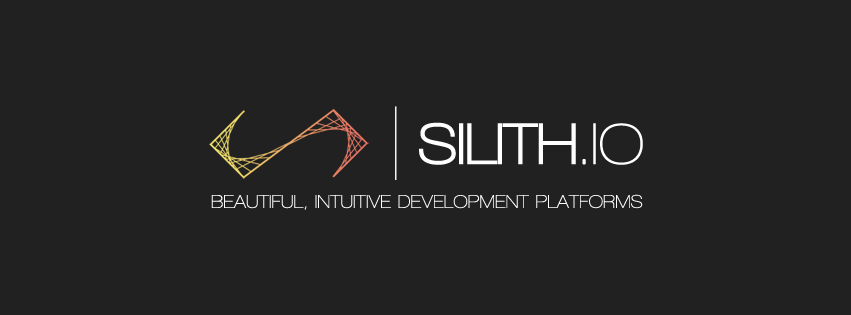 SILITH.IO
BEAUTIFUL, INTUITIVE DEVELOPMENT PLATFORMS